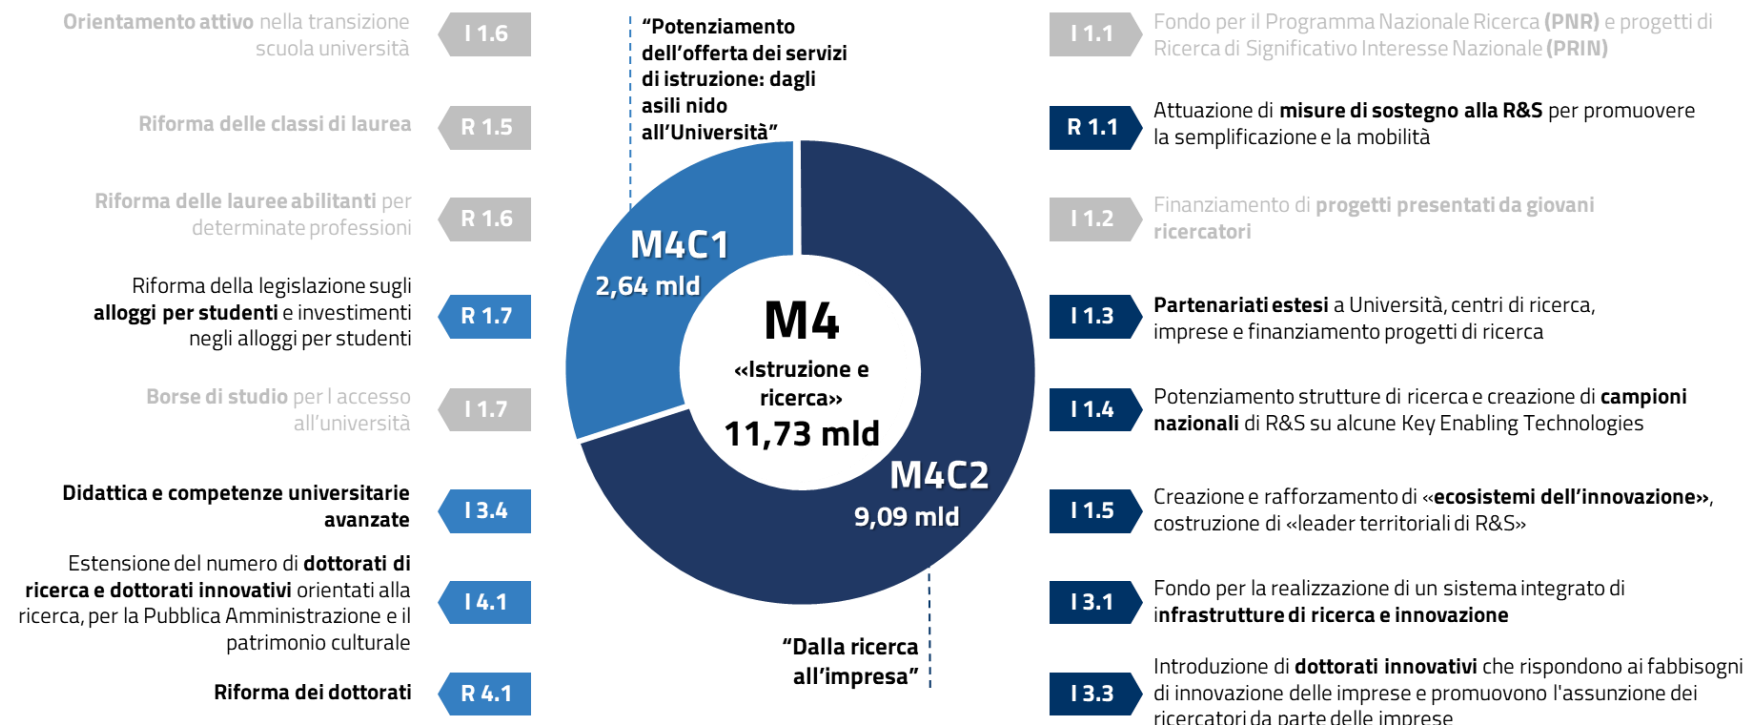 Orientamento attivo nella transizione
scuola università
I 1.6
Riforma delle classi di laurea
R 1.5
Riforma delle lauree abilitanti per
determinate professioni
R 1.6
Riforma della legislazione sugli
alloggi per studenti e investimenti
negli alloggi per studenti
R 1.7
Borse di studio per l accesso
all'università
I 1.7
Didattica e competenze universitarie
avanzate
I 3.4
Estensione del numero di dottorati di
ricerca e dottorati innovativi orientati alla
ricerca, per la Pubblica Amministrazione e il
patrimonio culturale
I 4.1
Riforma dei dottorati
R 4.1
“Potenziamento
dell’offerta dei servizi
di istruzione: dagli
asili nido
all’Università”
M4C1
2,64 mld
M4
«Istruzione e
ricerca»
11,73 mld
M4C2
9,09 mld
“Dalla ricerca
all’impresa”
I 1.1
Fondo per il Programma Nazionale Ricerca (PNR) e progetti di
Ricerca di Significativo Interesse Nazionale (PRIN)
R 1.1
Attuazione di misure di sostegno alla R&S per promuovere
la semplificazione e la mobilità
I 1.2
Finanziamento di progetti presentati da giovani
ricercatori
I 1.3
Partenariati estesi a Università, centri di ricerca,
imprese e finanziamento progetti di ricerca
I 1.4
Potenziamento strutture di ricerca e creazione di campioni
nazionali di R&S su alcune Key Enabling Technologies
I 1.5
Creazione e rafforzamento di «ecosistemi dell’innovazione»,
costruzione di «leader territoriali di R&S»
I 3.1
Fondo per la realizzazione di un sistema integrato di
infrastrutture di ricerca e innovazione
I 3.3
Introduzione di dottorati innovativi che rispondono ai fabbisogni
di innovazione delle imprese e promuovono l'assunzione dei
ricercatori da parte delle imprese